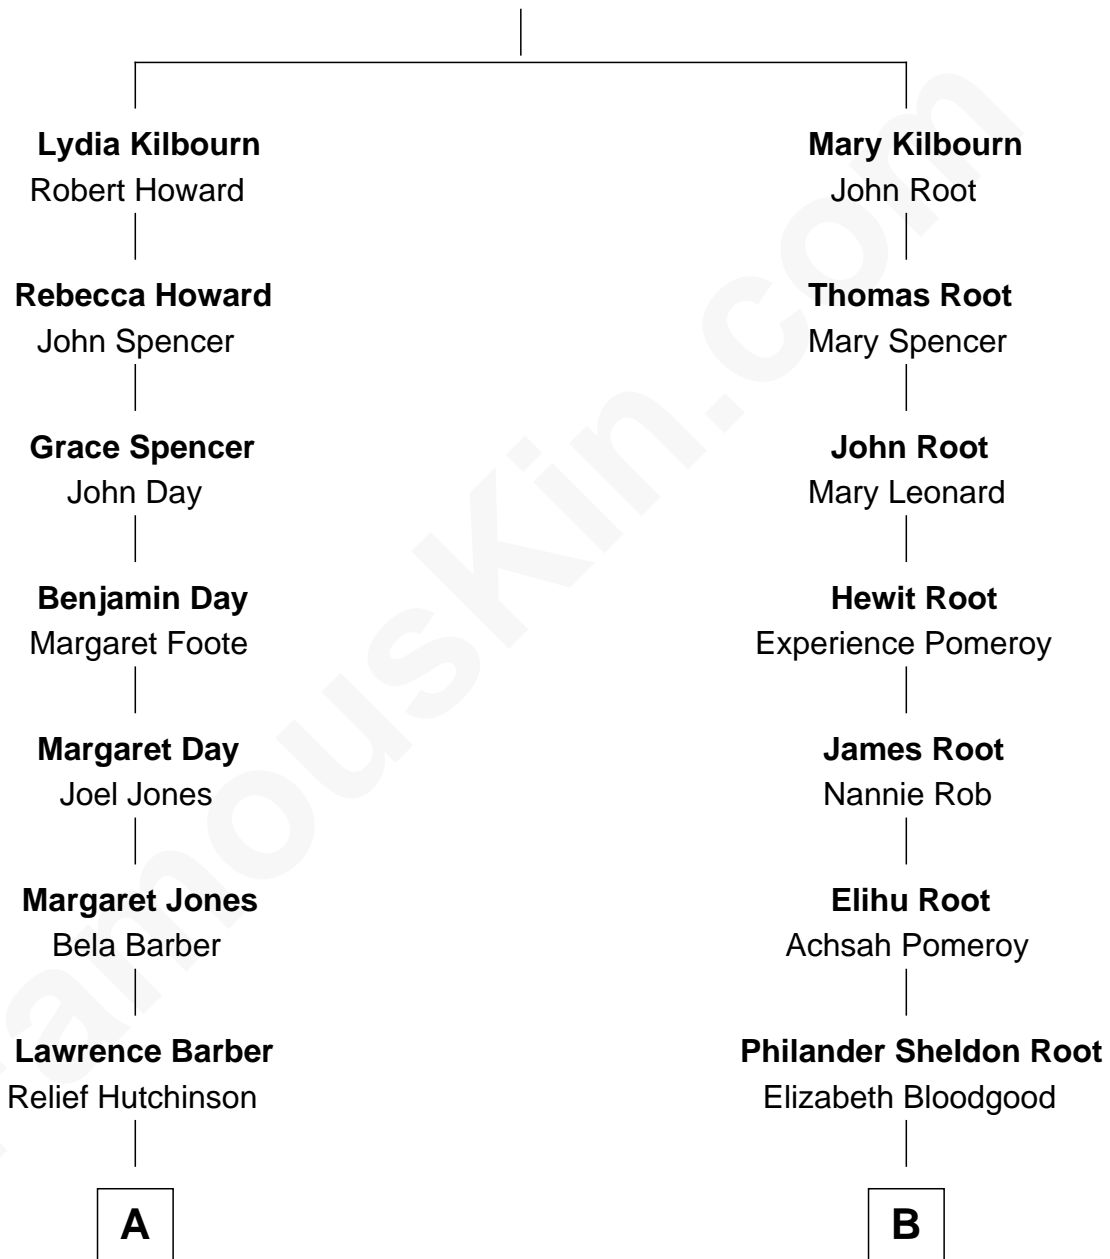 Lydia Kilbourn
Robert Howard
Rebecca Howard
John Spencer
Grace Spencer
John Day
Benjamin Day
Margaret Foote
Margaret Day
Joel Jones
Margaret Jones
Bela Barber
Lawrence Barber
Relief Hutchinson
A
Mary Kilbourn
John Root
Thomas Root
Mary Spencer
John Root
Mary Leonard
Hewit Root
Experience Pomeroy
James Root
Nannie Rob
Elihu Root
Achsah Pomeroy
Philander Sheldon Root
Elizabeth Bloodgood
B
FamousKin.com